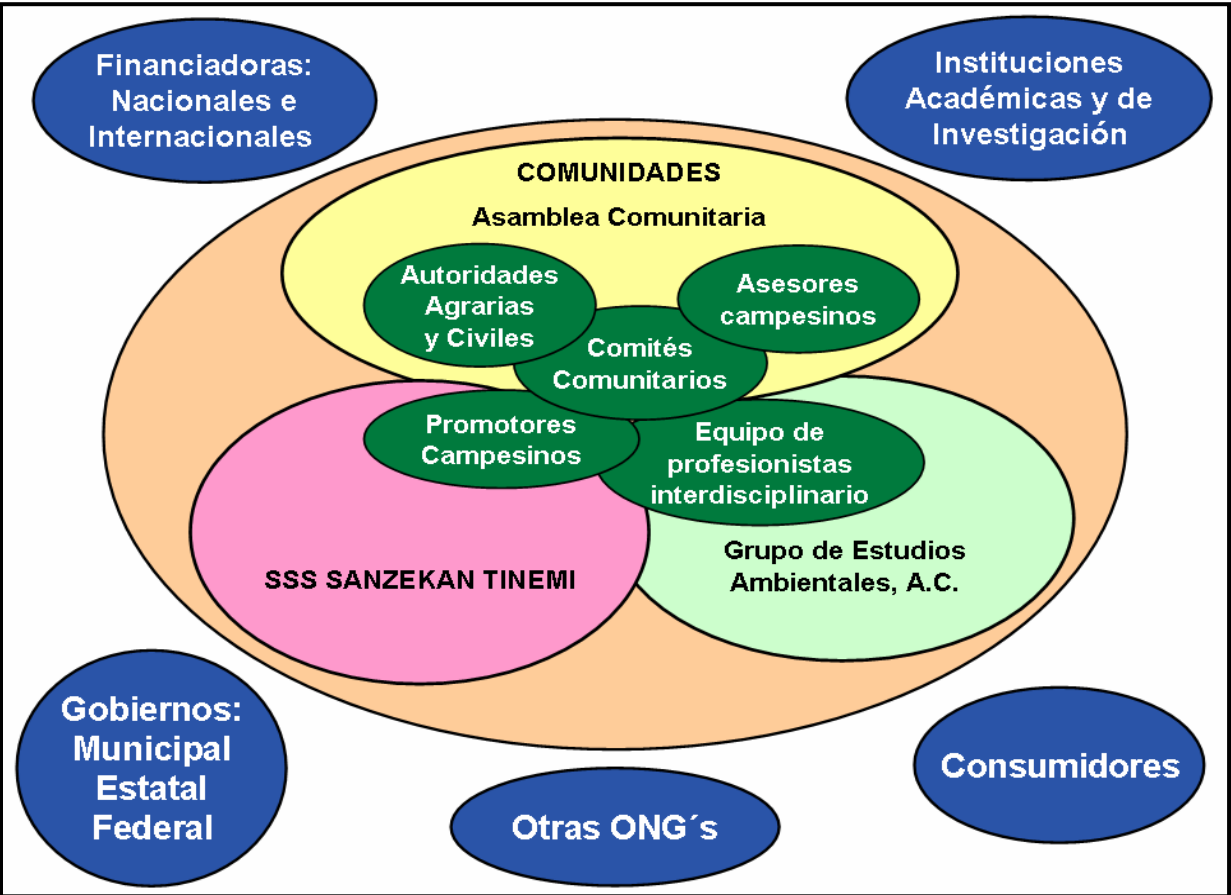 Financiadoras:
Nacionales e
Internacionales
Instituciones
Académicas y de
Investigación
COMUNIDADES
Asamblea Comunitaria
Autoridades
Agrarias
y Civiles
Asesores
campesinos
Comités
Comunitarios
Promotores
Campesinos
Equipo de
profesionistas
interdisciplinario
SSS SANZEKAN TINEMI
Grupo de Estudios
Ambientales, A.C.
Gobiernos:
Municipal
Estatal
Federal
Otras ONG´s
Consumidores